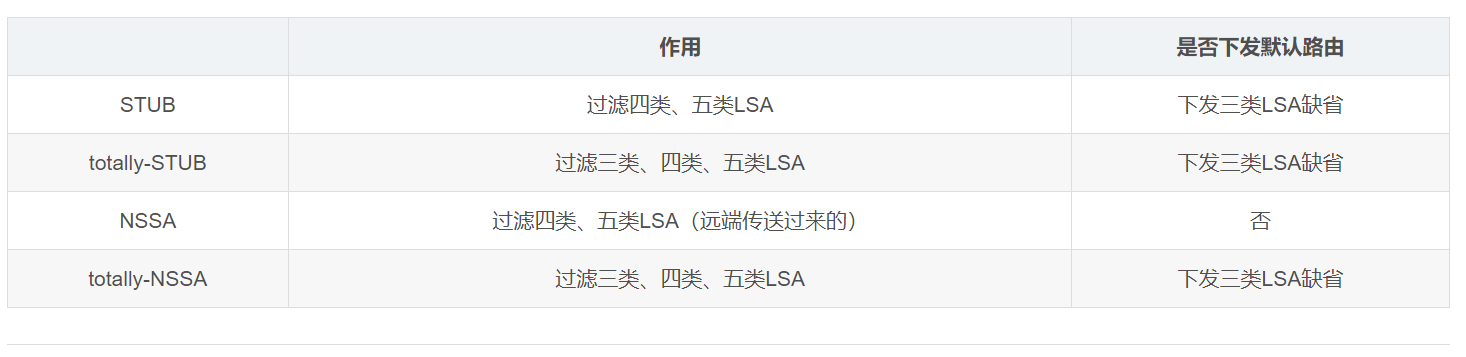 作用 是否下发默认路由
STUB 过滤四类、五类LSA 下发三类LSA缺省
totally-STUB 过滤三类、四类、五类LSA 下发三类LSA缺省
NSSA 过滤四类、五类LSA（远端传送过来的） 否
totally-NSSA 过滤三类、四类、五类LSA 下发三类LSA缺省